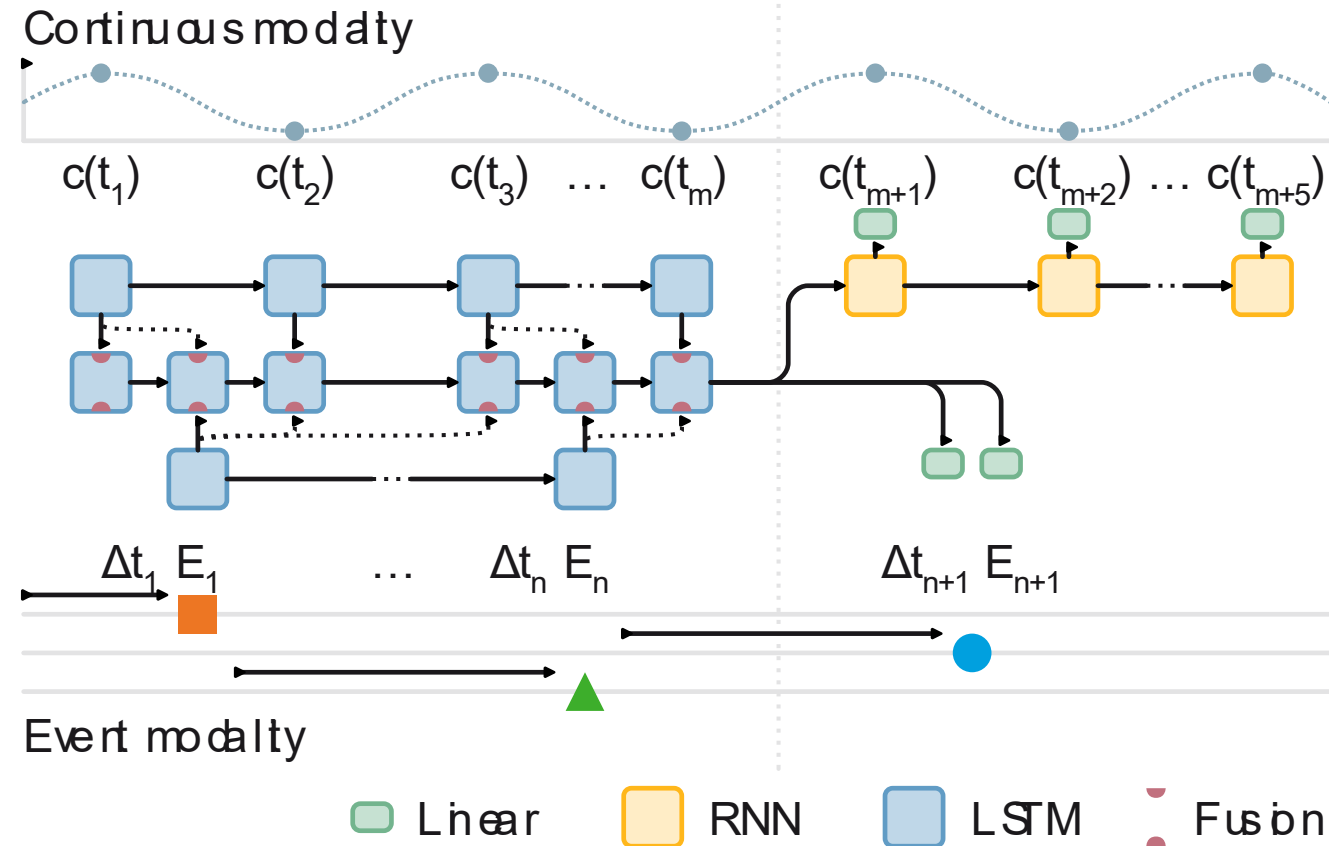 Continuous modality
c(t1) c(t2) c(t3) ... c(tm) c(tm+1) c(tm+2) ... c(tm+5)
Δt1 E1 ... Δtn En Δtn+1 En+1
Event modality
Linear RNN LSTM Fusion